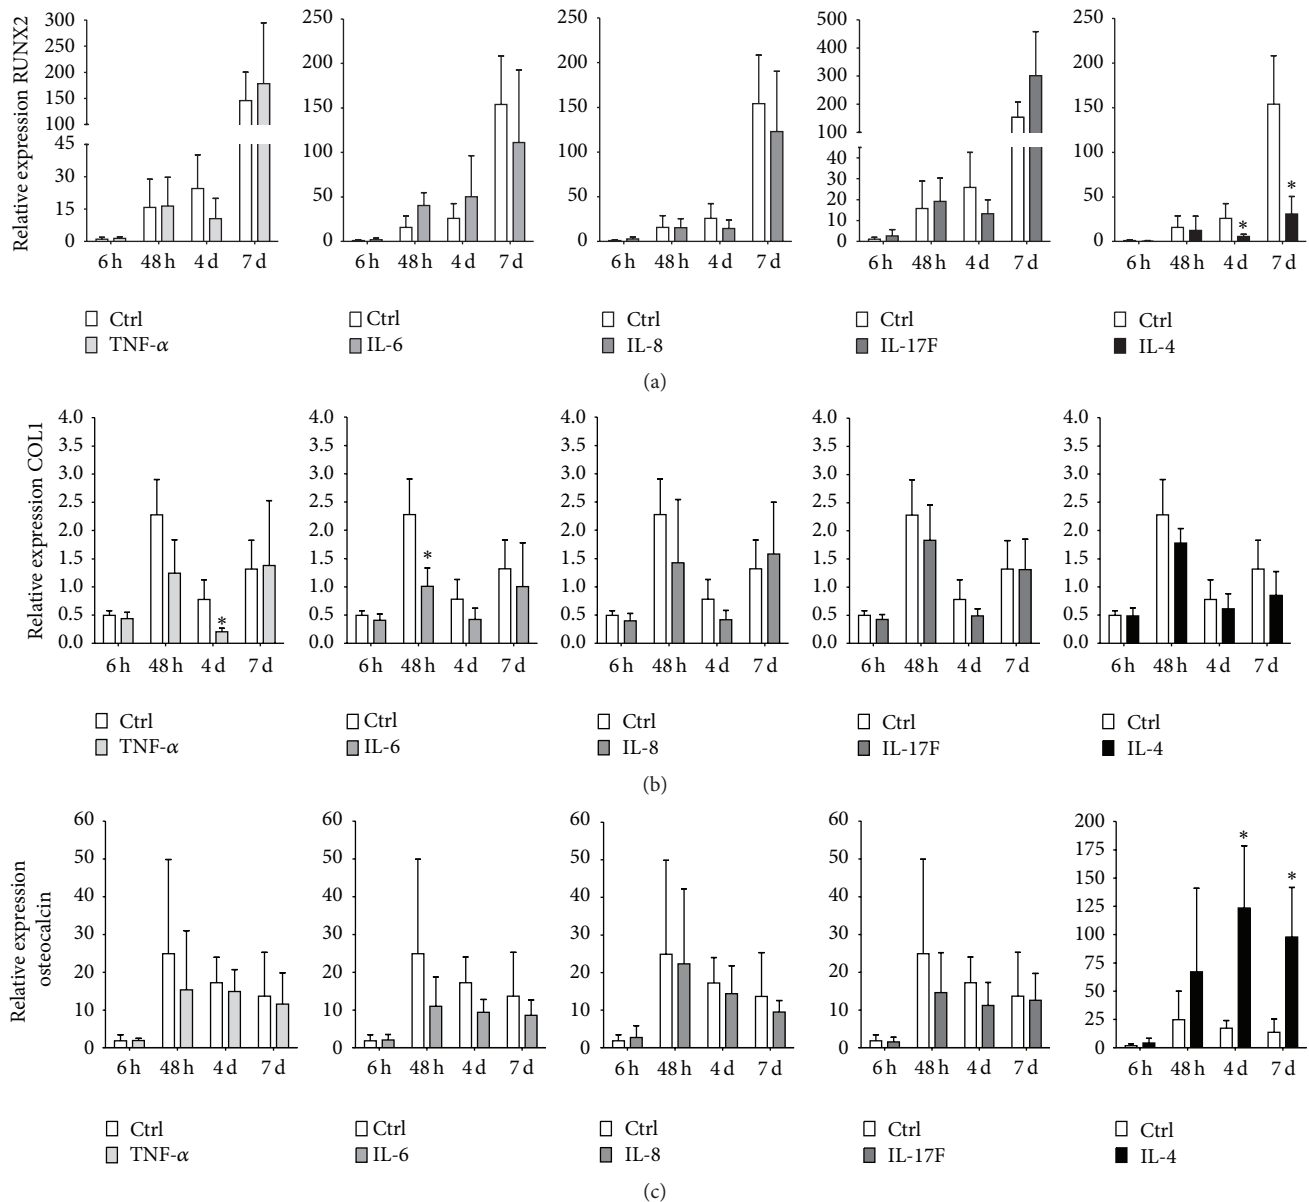 Relative expression RUNX2
300
250
200
150
100
45
30
15
0
6 h 48 h 4 d 7 d
Ctrl
TNF-α
250
200
150
100
50
0
6 h 48 h 4 d 7 d
Ctrl
IL-6
250
200
150
100
50
0
6 h 48 h 4 d 7 d
Ctrl
IL-8
500
400
300
200
100
40
30
20
10
0
6 h 48 h 4 d 7 d
Ctrl
IL-17F
250
200
150
100
50
0
* *
6 h 48 h 4 d 7 d
Ctrl
IL-4
(a)
Relative expression COL1
4.0
3.5
3.0
2.5
2.0
1.5
1.0
0.5
0.0
*
6 h 48 h 4 d 7 d
Ctrl
TNF-α
4.0
3.5
3.0
2.5
2.0
1.5
1.0
0.5
0.0
*
6 h 48 h 4 d 7 d
Ctrl
IL-6
4.0
3.5
3.0
2.5
2.0
1.5
1.0
0.5
0.0
6 h 48 h 4 d 7 d
Ctrl
IL-8
4.0
3.5
3.0
2.5
2.0
1.5
1.0
0.5
0.0
6 h 48 h 4 d 7 d
Ctrl
IL-17F
4.0
3.5
3.0
2.5
2.0
1.5
1.0
0.5
0.0
6 h 48 h 4 d 7 d
Ctrl
IL-4
(b)
Relative expression
osteocalcin
60
50
40
30
20
10
0
6 h 48 h 4 d 7 d
Ctrl
TNF-α
60
50
40
30
20
10
0
6 h 48 h 4 d 7 d
Ctrl
IL-6
60
50
40
30
20
10
0
6 h 48 h 4 d 7 d
Ctrl
IL-8
60
50
40
30
20
10
0
6 h 48 h 4 d 7 d
Ctrl
IL-17F
200
175
150
125
100
75
50
25
0
* *
6 h 48 h 4 d 7 d
Ctrl
IL-4
(c)